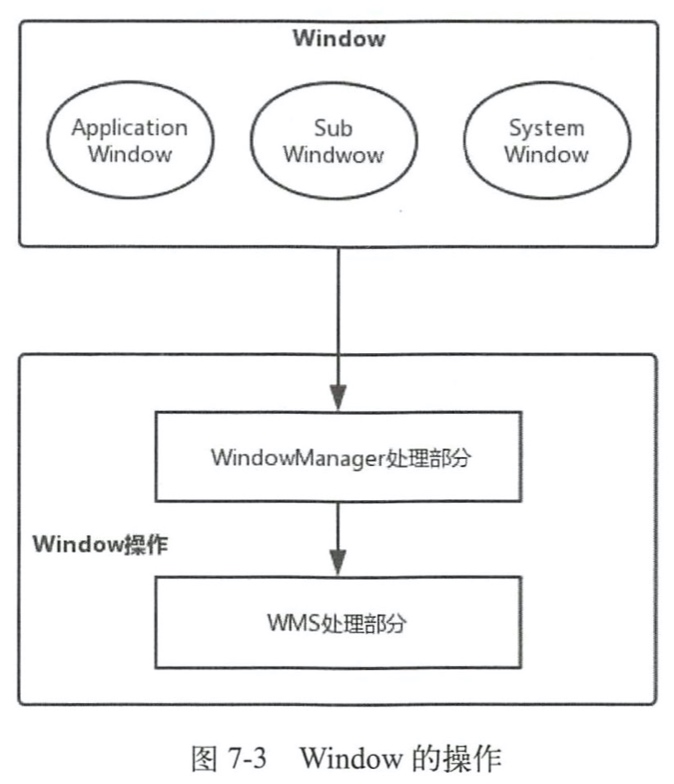 Window
Application
Window
Sub
Windwow
System
Window
WindowManager处理部分
Window操作
WMS处理部分
图 7-3 Window 的操作